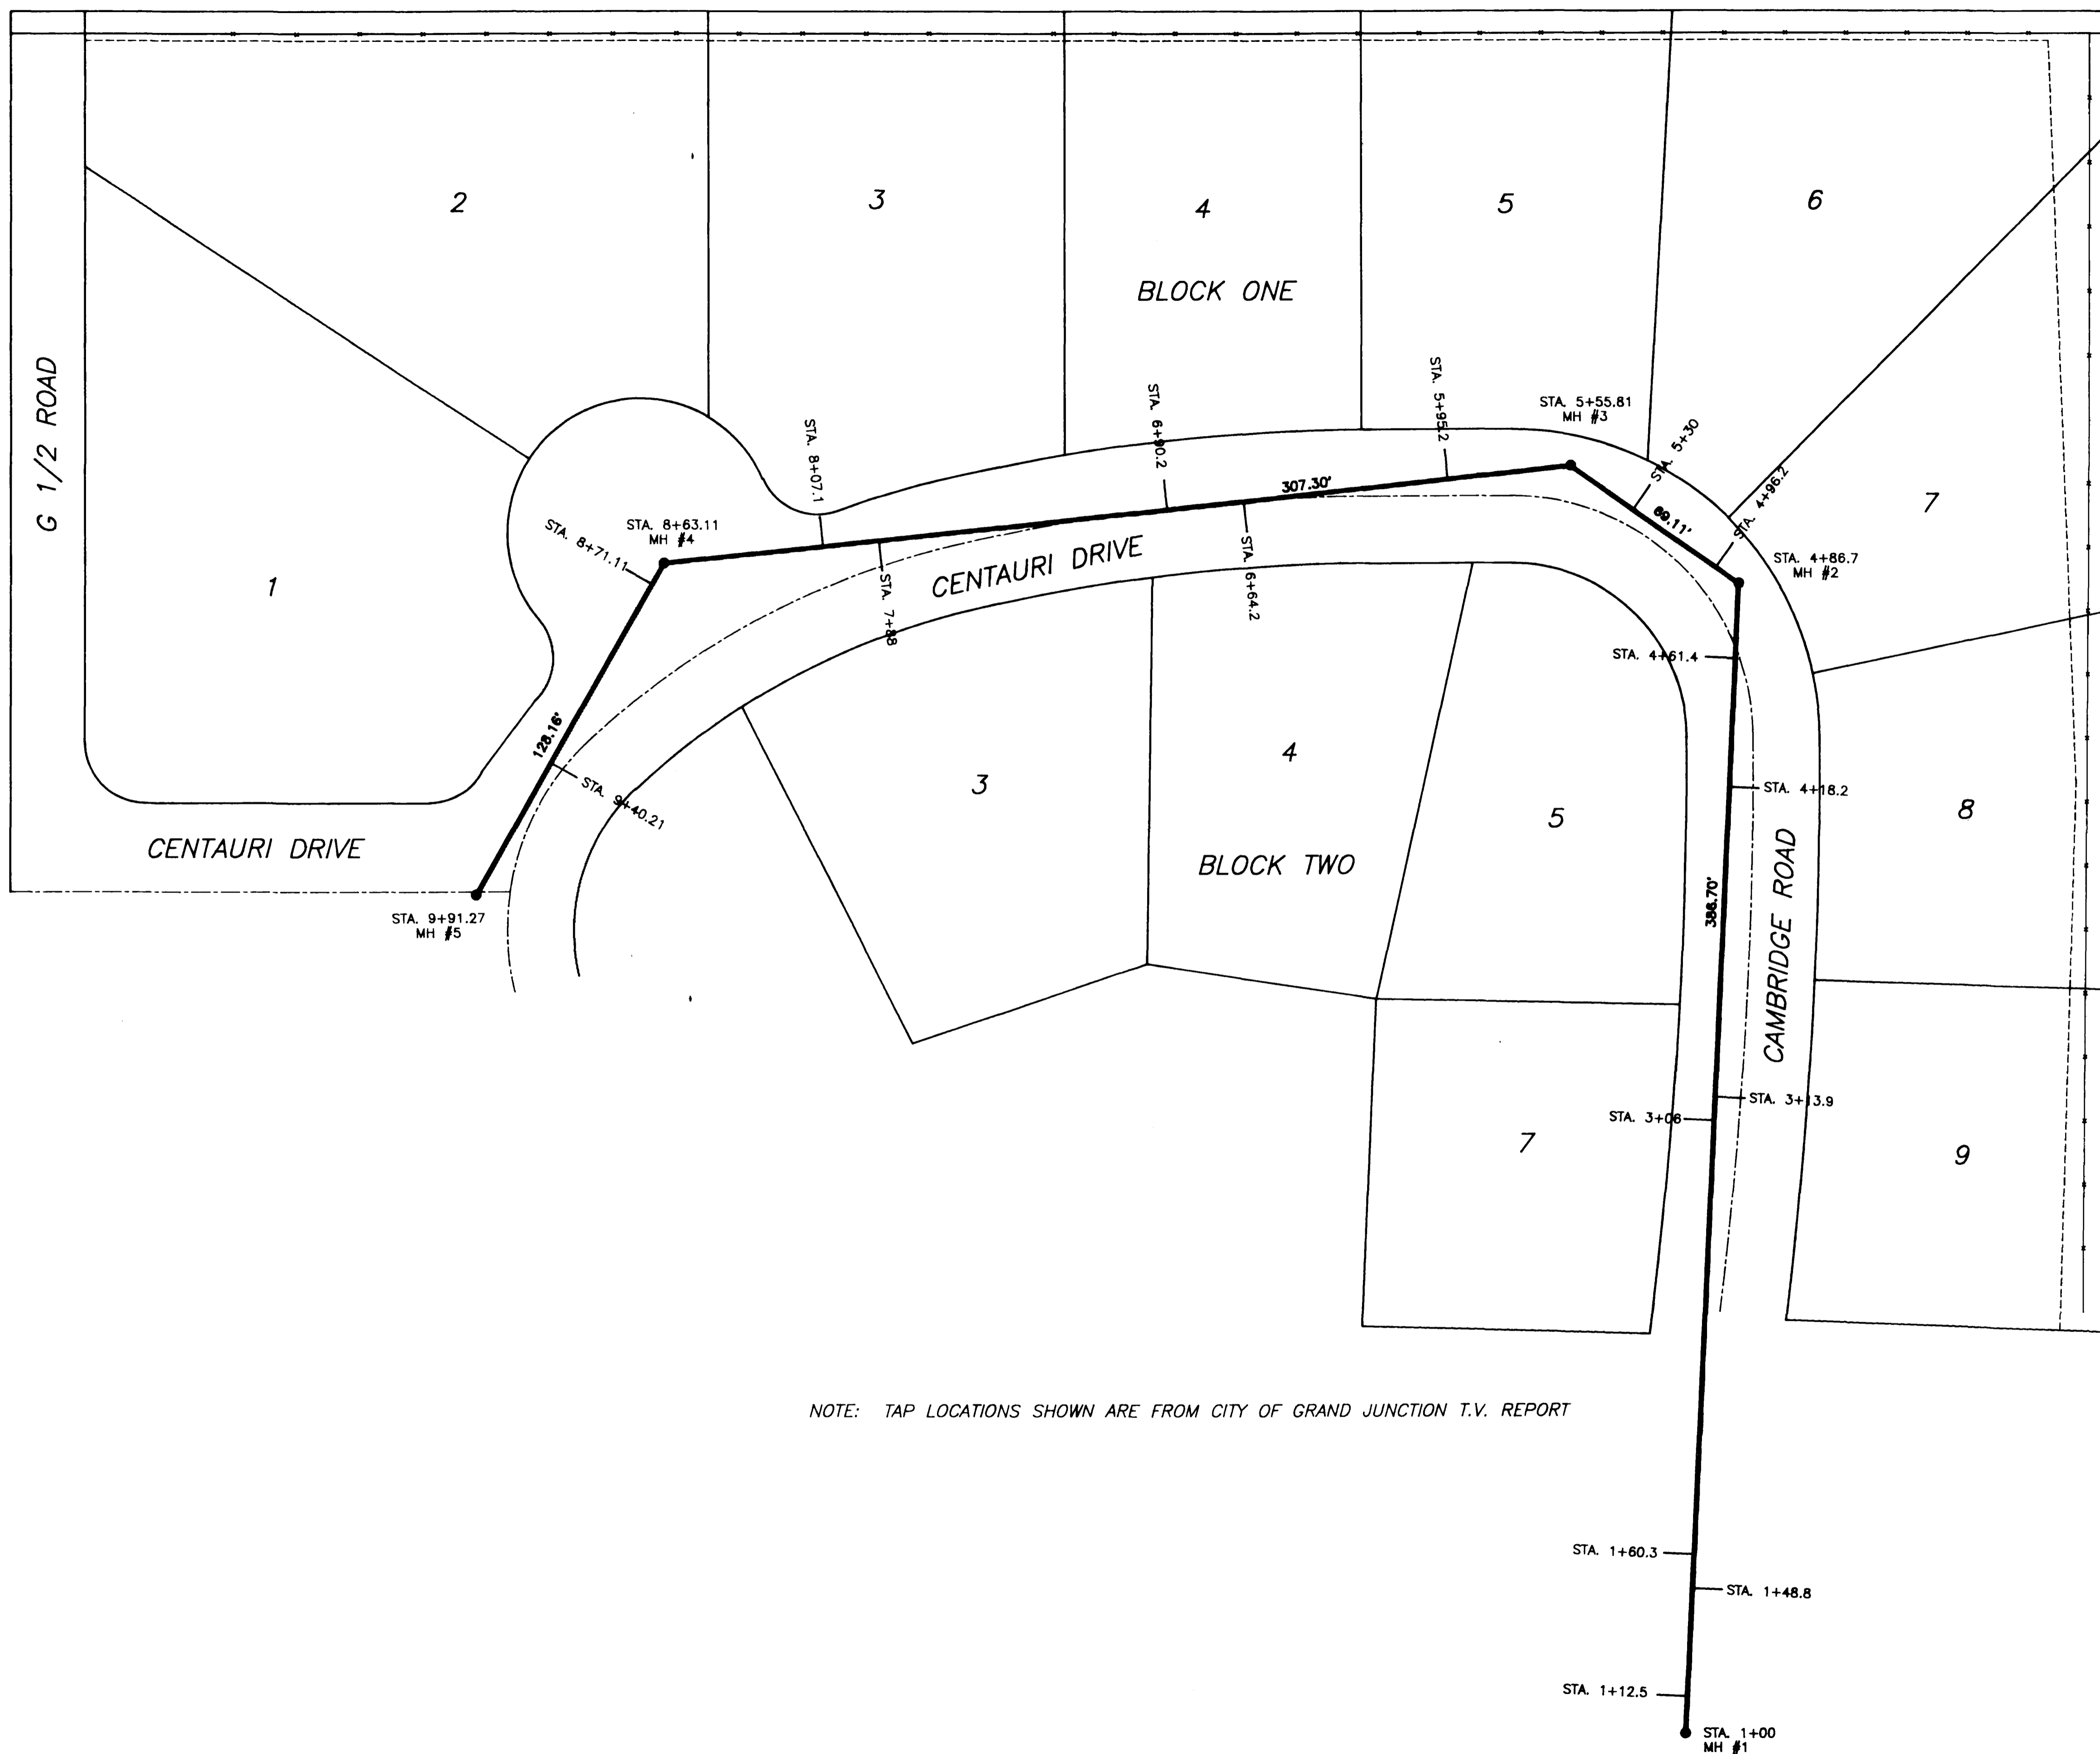 2
3
4
5
6
BLOCK ONE
G 1/2 ROAD
STA. 5+95.2
STA. 6+90.2
STA. 8+07.1
STA. 5+55.81
MH #3
STA. 5+30
STA. 4+96.2
307.30'
69.11'
7
STA. 8+63.11
MH #4
STA. 8+71.11
1
CENTAURI DRIVE
STA. 7+88
STA. 6+64.2
STA. 4+86.7
MH #2
STA. 4+61.4
128.16'
STA. 9+40.21
3
4
5
STA. 4+18.2
8
CENTAURI DRIVE
BLOCK TWO
386.70'
CAMBRIDGE ROAD
STA. 9+91.27
MH #5
STA. 3+13.9
STA. 3+06
7
9
NOTE: TAP LOCATIONS SHOWN ARE FROM CITY OF GRAND JUNCTION T.V. REPORT
STA. 1+60.3
STA. 1+48.8
STA. 1+12.5
STA. 1+00
MH #1